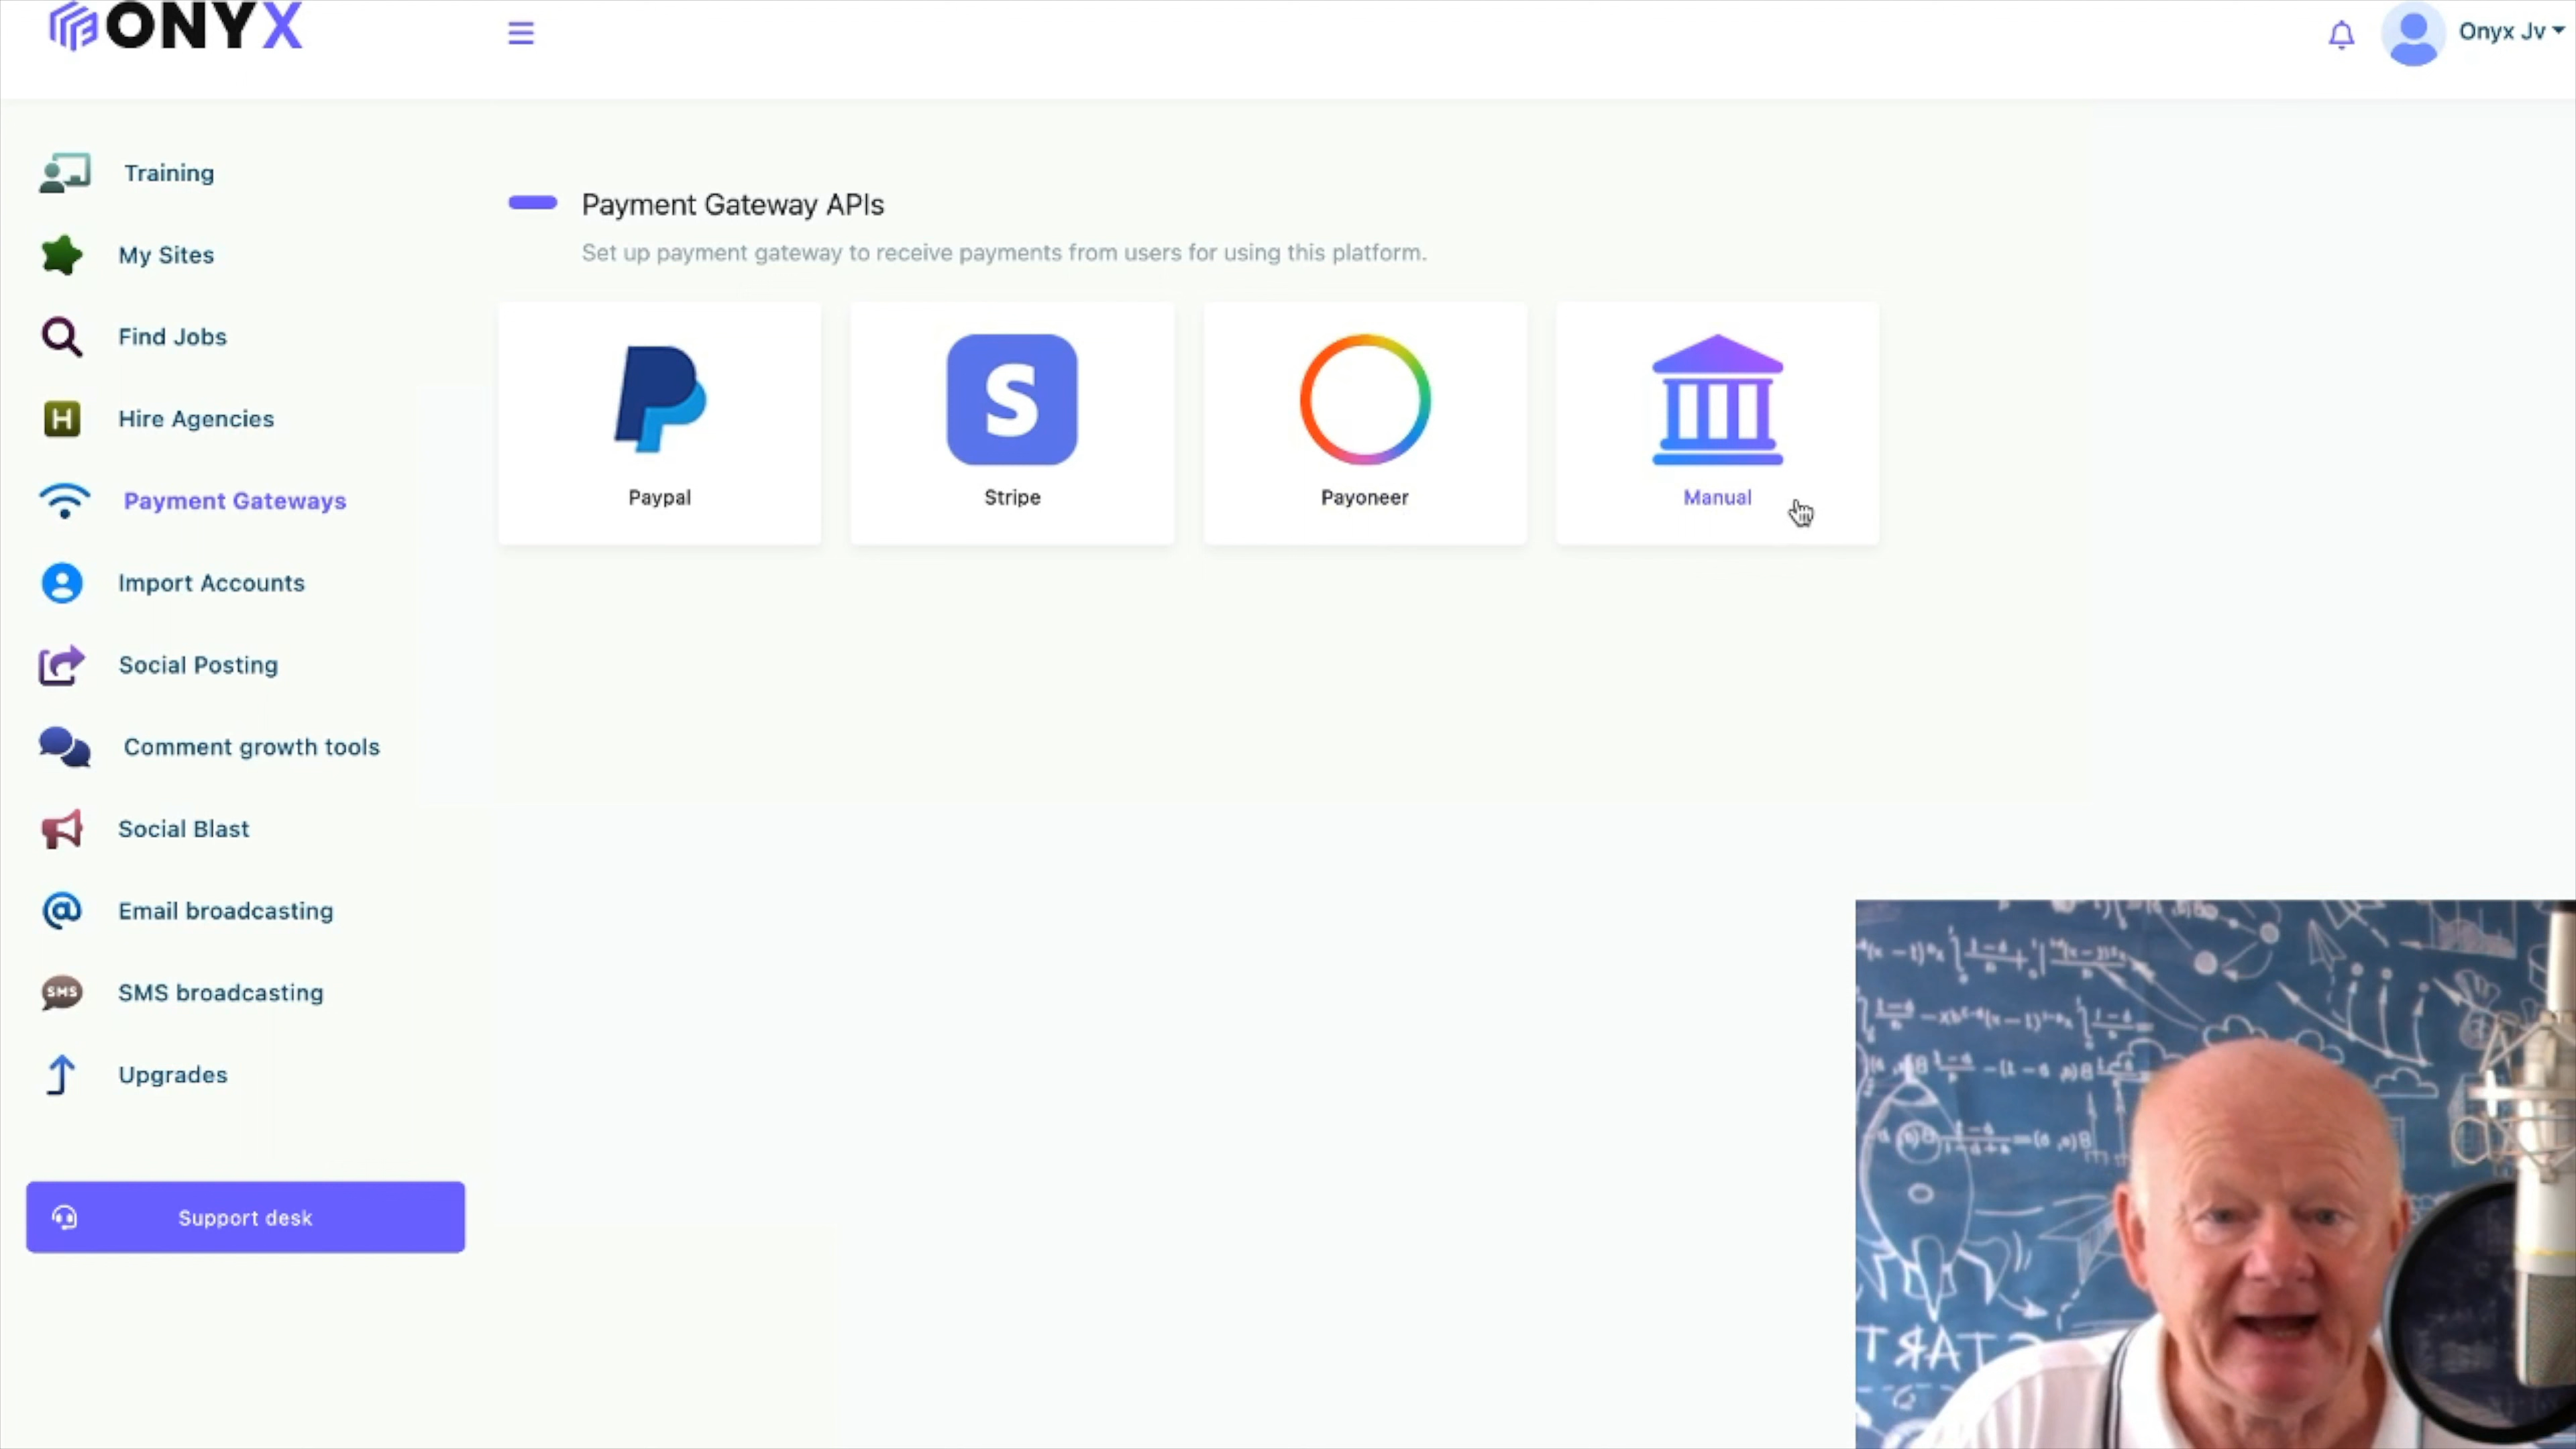 ONYX
Onyx Jv
Training
My Sites
Find Jobs
H
Hire Agencies
Payment Gateways
Import Accounts
Social Posting
Comment growth tools
Social Blast
Email broadcasting
SMS
SMS broadcasting
Upgrades
Support desk
Payment Gateway APIs
Set up payment gateway to receive payments from users for using this platform.
Paypal
S
Stripe
Payoneer
Manual